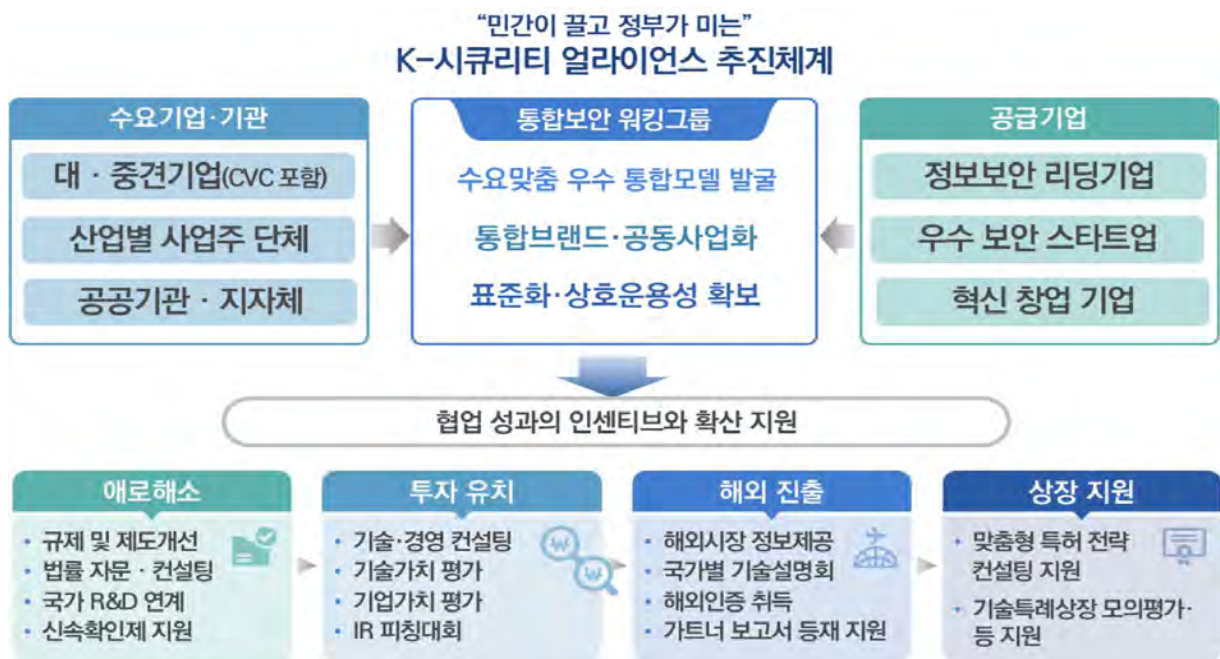 “민간이 끌고 정부가 미는”
K-시큐리티 얼라이언스 추진체계
수요기업·기관
대 · 중견기업(CVC 포함)
산업별 사업주 단체
공공기관 · 지자체
통합보안 워킹그룹
수요맞춤 우수 통합모델 발굴
통합브랜드·공동사업화
표준화·상호운용성 확보
공급기업
정보보안 리딩기업
우수 보안 스타트업
혁신 창업 기업
협업 성과의 인센티브와 확산 지원
애로해소
• 규제 및 제도개선
• 법률 자문 · 컨설팅
• 국가 R&D 연계
• 신속확인제 지원
투자 유치
• 기술·경영 컨설팅
• 기술가치 평가
• 기업가치 평가
• IR 피칭대회
해외 진출
• 해외시장 정보제공
• 국가별 기술설명회
• 해외인증 취득
• 가트너 보고서 등재 지원
상장 지원
• 맞춤형 특허 전략
컨설팅 지원
• 기술특례상장 모의평가·
등 지원